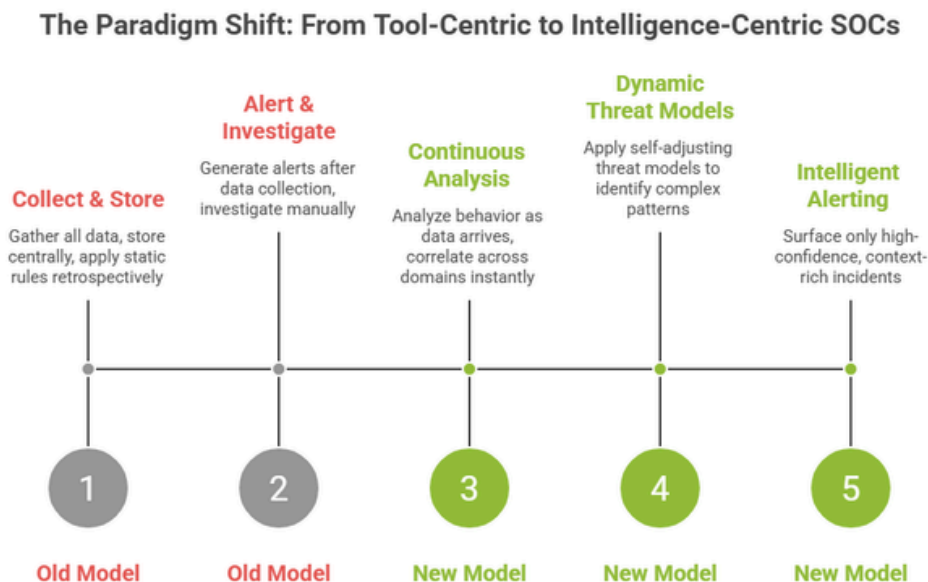 The Paradigm Shift: From Tool-Centric to Intelligence-Centric SOCs
Collect & Store
Gather all data, store
centrally, apply static
rules retrospectively
Alert &
Investigate
Generate alerts after
data collection,
investigate manually
Continuous
Analysis
Analyze behavior as
data arrives,
correlate across
domains instantly
Dynamic
Threat Models
Apply self-adjusting
threat models to
identify complex
patterns
Intelligent
Alerting
Surface only high-
confidence, context-
rich incidents
1
2
3
4
5
Old Model
Old Model
New Model
New Model
New Model